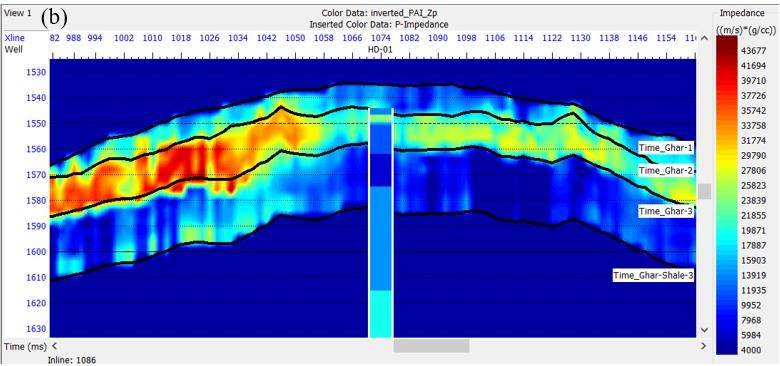 View 1
(b)
Color Data: inverted_PAI_Zp
Inserted Color Data: P-Impedance
Xline 82 988 994 1002 1010 1018 1026 1034 1042 1050 1058 1066 1074 1082 1090 1098 1106 1114 1122 1130 1138 1146 1154 116
Well HD-01
1530
1540
1550
1560
1570
1580
1590
1600
1610
1620
1630
Time_Ghar-1
Time_Ghar-2
Time_Ghar-3
Time_Ghar-Shale-3
Time (ms)
Inline: 1086
Impedance
((m/s)*(g/cc))
43677
41693
39710
37726
35742
33758
31774
29790
27806
25823
23839
21855
19871
17887
15903
13919
11935
9952
7968
5984
4000